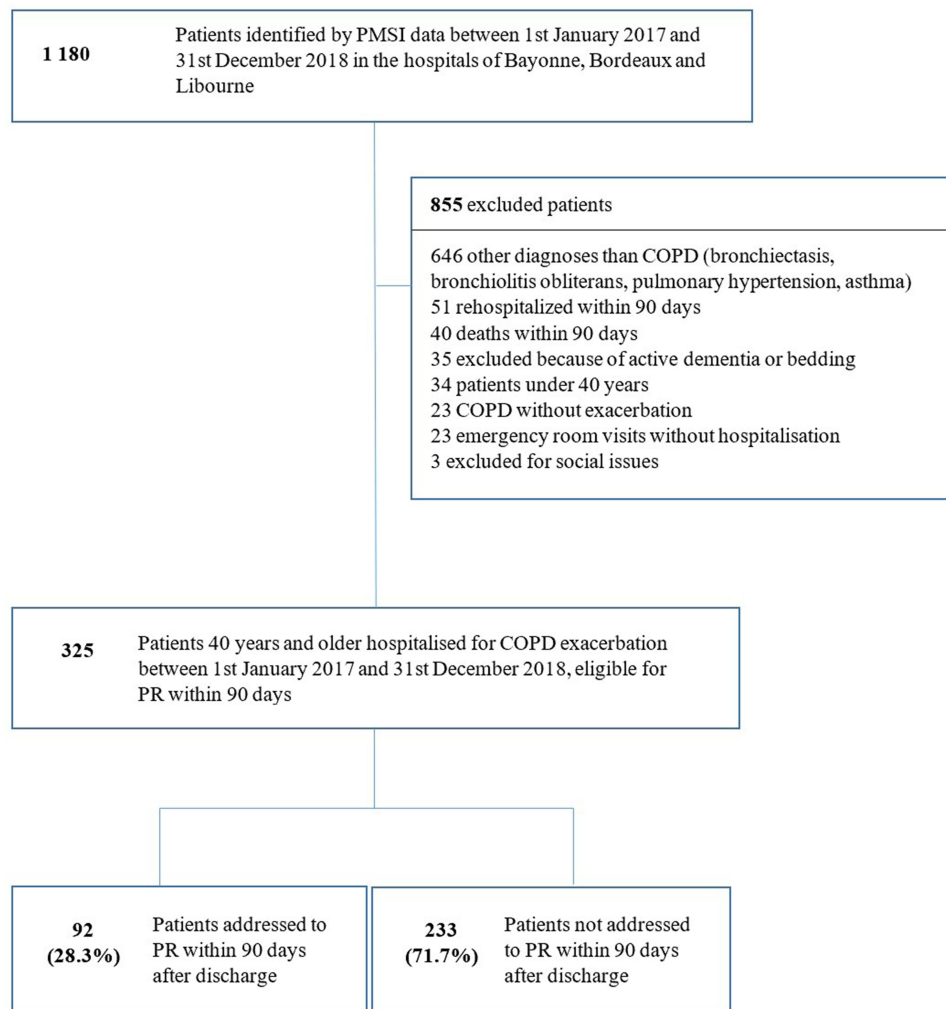 1 180
Patients identified by PMSI data between 1st January 2017 and
31st December 2018 in the hospitals of Bayonne, Bordeaux and
Libourne
855 excluded patients
646 other diagnoses than COPD (bronchiectasis,
bronchiolitis obliterans, pulmonary hypertension, asthma)
51 rehospitalized within 90 days
40 deaths within 90 days
35 excluded because of active dementia or bedding
34 patients under 40 years
23 COPD without exacerbation
23 emergency room visits without hospitalisation
3 excluded for social issues
325
Patients 40 years and older hospitalised for COPD exacerbation
between 1st January 2017 and 31st December 2018, eligible for
PR within 90 days
92
(28.3%)
Patients addressed to
PR within 90 days
after discharge
233
(71.7%)
Patients not addressed
to PR within 90 days
after discharge